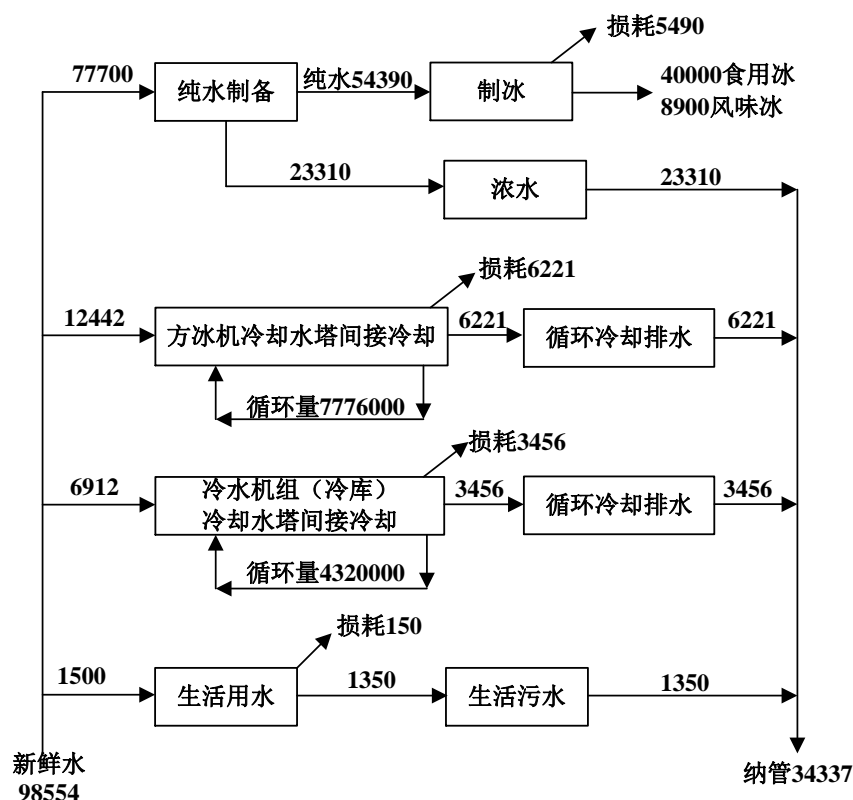 损耗5490
77700
纯水制备
纯水54390
制冰
40000食用冰
8900风味冰
23310
浓水
23310
损耗6221
12442
方冰机冷却水塔间接冷却
6221
循环冷却排水
6221
循环量7776000
损耗3456
6912
冷水机组（冷库）
冷却水塔间接冷却
3456
循环冷却排水
3456
循环量4320000
损耗150
1500
生活用水
1350
生活污水
1350
新鲜水
98554
纳管34337